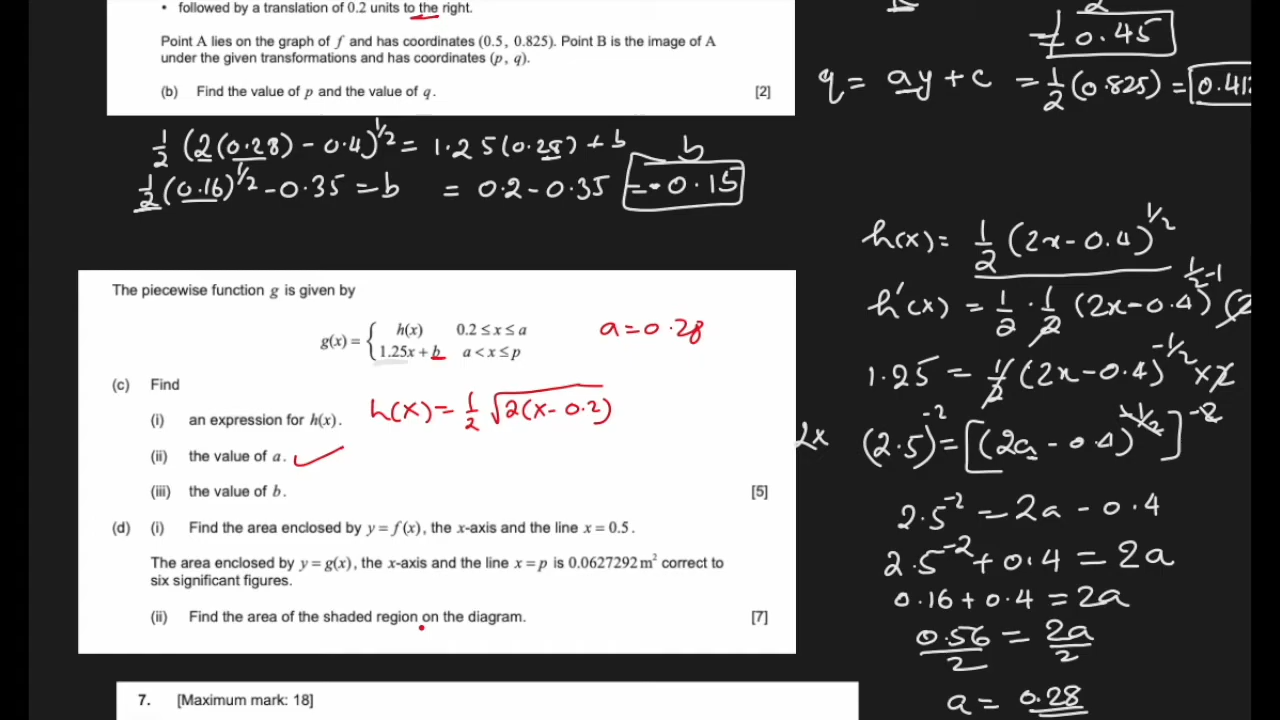 • followed by a translation of 0.2 units to the right.
Point A lies on the graph of f and has coordinates (0.5, 0.825). Point B is the image of A
under the given transformations and has coordinates (p, q).
(b) Find the value of p and the value of q. [2]
1/2 (2(0.28) - 0.4)^1/2 = 1.25(0.28) + b
1/2 (0.16)^1/2 - 0.35 = b = 0.2 - 0.35 = -0.15
b
The piecewise function g is given by
g(x) = { h(x) 0.2 ≤ x ≤ a
1.25x + b a < x ≤ p
a = 0.28
(c) Find
(i) an expression for h(x). h(x) = 1/2 √2(x - 0.2)
(ii) the value of a. ✓
(iii) the value of b. [5]
(d) (i) Find the area enclosed by y = f(x), the x-axis and the line x = 0.5.
The area enclosed by y = g(x), the x-axis and the line x = p is 0.0627292 m² correct to
six significant figures.
(ii) Find the area of the shaded region on the diagram. [7]
7. [Maximum mark: 18]
2
= 0.45
q = ay + c = 1/2 (0.825) = 0.412
h(x) = 1/2 (2x - 0.4)^1/2
h'(x) = 1/2 · 1/2 (2x - 0.4)^1/2-1 (2
1.25 = 1/2 (2x - 0.4)^-1/2 × 2
2x (2.5)^-2 = [(2a - 0.4)^-1/2]^-2
2.5^-2 = 2a - 0.4
2.5^-2 + 0.4 = 2a
0.16 + 0.4 = 2a
0.56/2 = 2a/2
a = 0.28